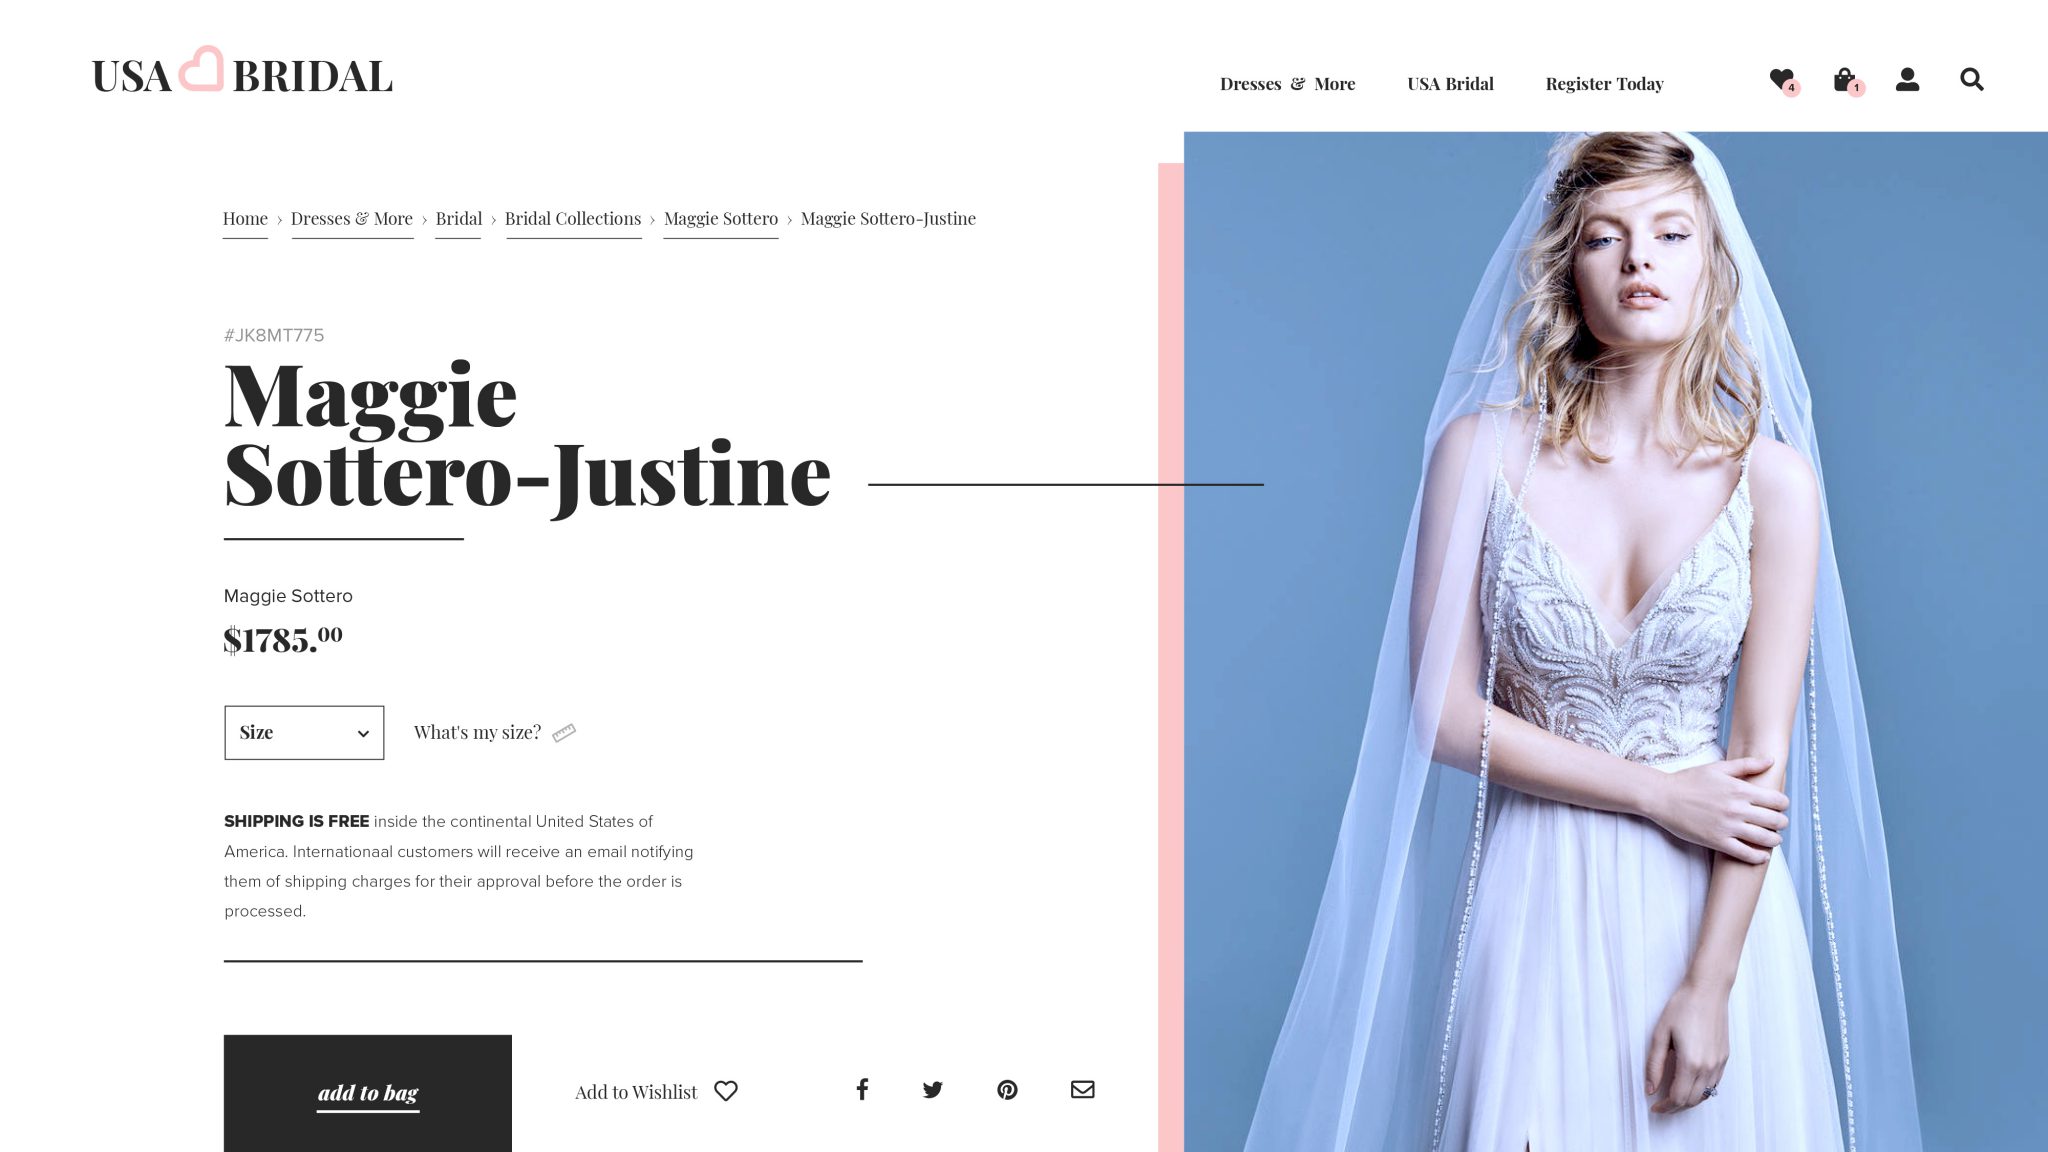 USA BRIDAL
Dresses & More USA Bridal Register Today 4 1
Home › Dresses & More › Bridal › Bridal Collections › Maggie Sottero › Maggie Sottero-Justine
#JK8MT775
Maggie
Sottero-Justine
Maggie Sottero
$1785.00
Size What's my size?
SHIPPING IS FREE inside the continental United States of
America. Internationaal customers will receive an email notifying
them of shipping charges for their approval before the order is
processed.
add to bag Add to Wishlist